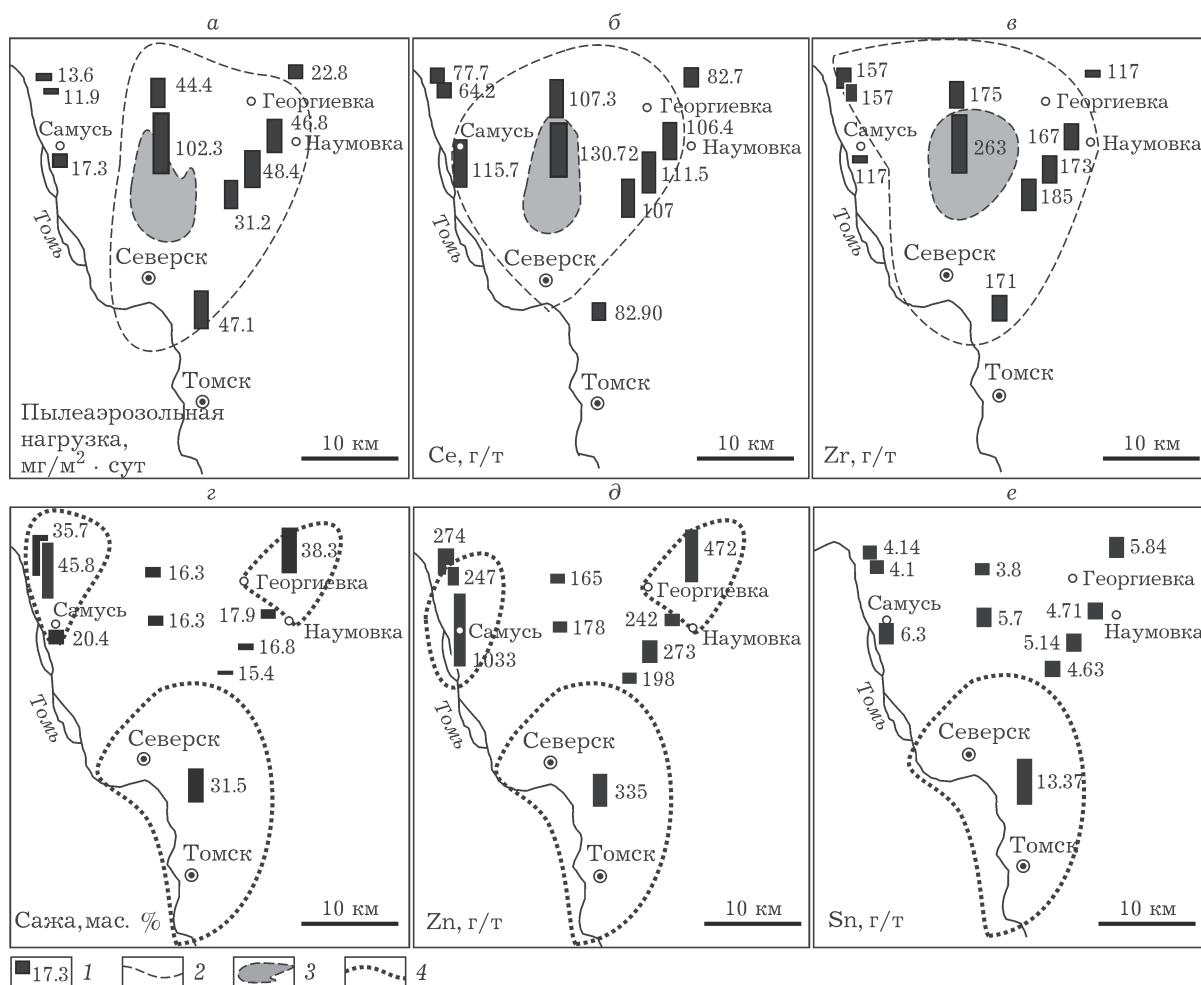 а
13.6
11.9
44.4
22.8
Георгиевка
46.8
Самусь
102.3
Наумовка
17.3
48.4
31.2
Томь
Северск
47.1
Томск
Пылеаэрозольная
нагрузка,
мг/м² · сут
10 км
б
77.7
64.2
107.3
82.7
Георгиевка
106.4
Самусь
130.72
Наумовка
115.7
111.5
107
Томь
Северск
82.90
Томск
Ce, г/т
10 км
в
157
157
175
117
Георгиевка
167
Самусь
263
Наумовка
117
173
185
Томь
Северск
171
Томск
Zr, г/т
10 км
г
35.7
45.8
16.3
38.3
Георгиевка
Самусь
16.3
17.9
Наумовка
20.4
16.8
15.4
Томь
Северск
31.5
Томск
Сажа, мас. %
10 км
д
274
247
165
472
Георгиевка
Самусь
178
242
Наумовка
1033
273
198
Томь
Северск
335
Томск
Zn, г/т
10 км
е
4.14
4.1
3.8
5.84
Георгиевка
Самусь
5.7
4.71
Наумовка
6.3
5.14
4.63
Томь
Северск
13.37
Томск
Sn, г/т
10 км
17.3 1 2 3 4